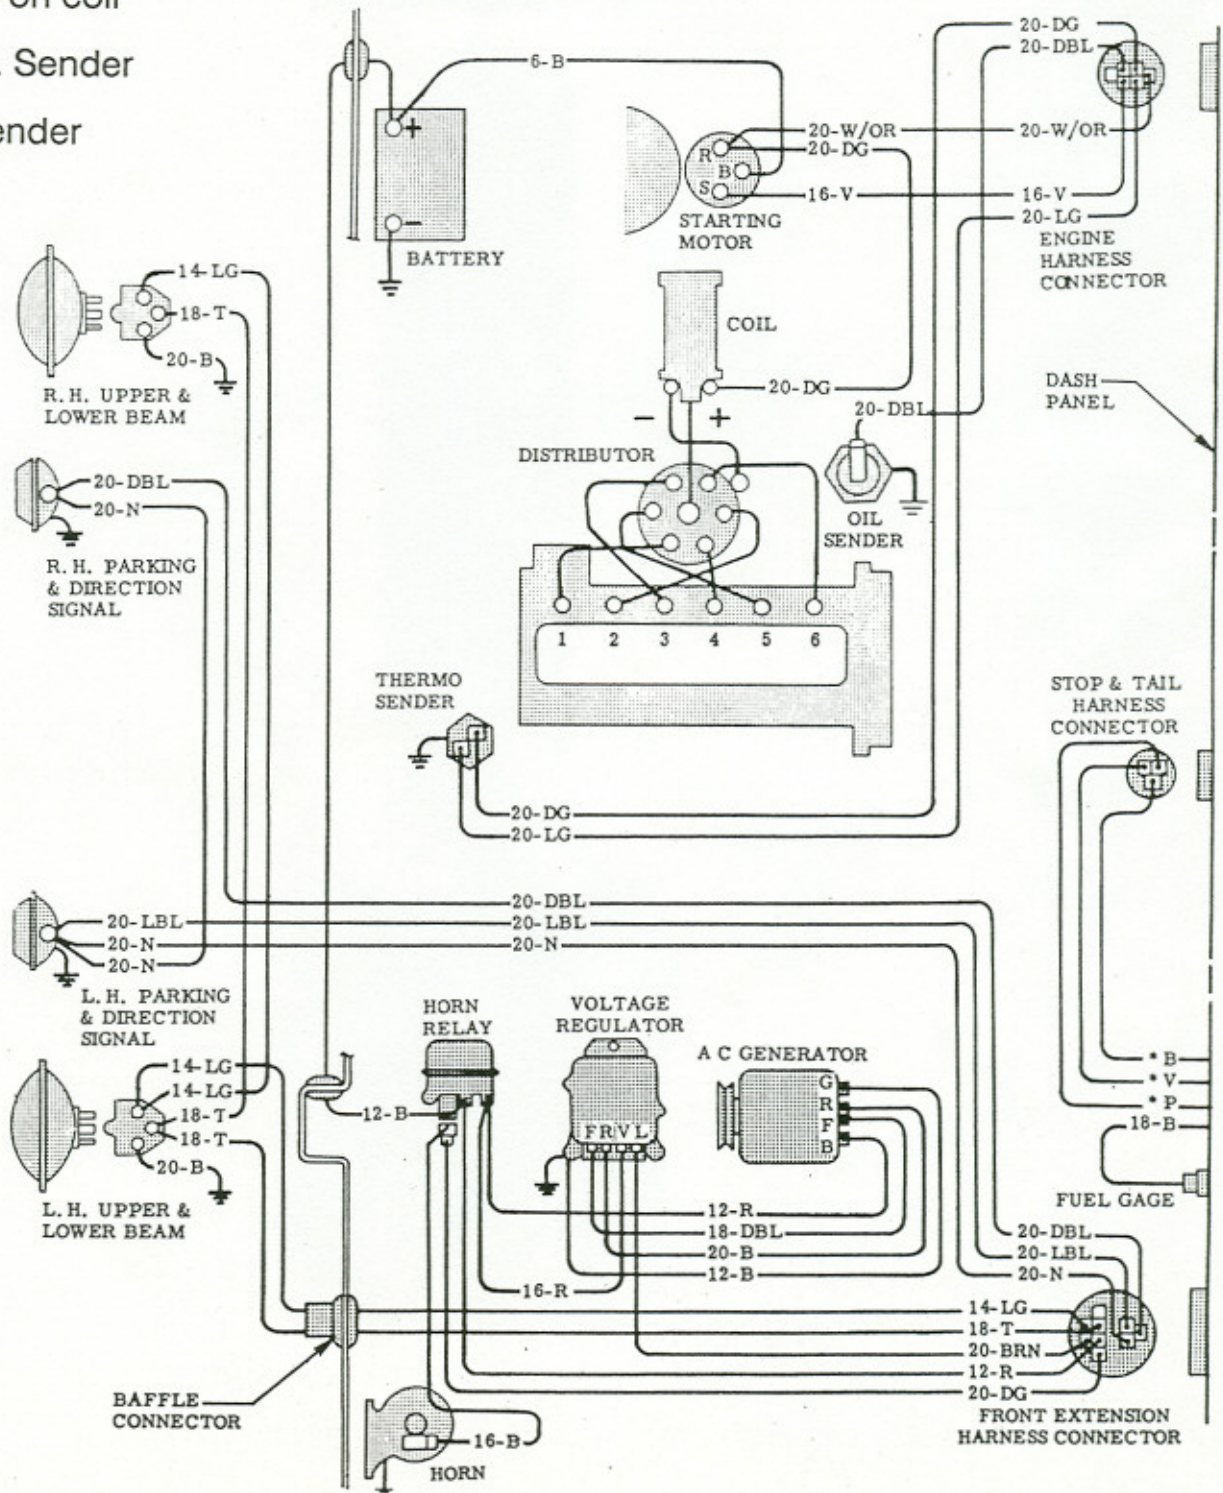 on coil
. Sender
ender
20-DG
20-DBL
6-B
+
BATTERY
-
20-W/OR
20-W/OR
20-DG
R
B
S
16-V
16-V
20-LG
STARTING
MOTOR
ENGINE
HARNESS
CONNECTOR
14-LG
18-T
20-B
R.H. UPPER &
LOWER BEAM
COIL
20-DG
- +
20-DBL
DASH
PANEL
DISTRIBUTOR
OIL
SENDER
20-DBL
20-N
R.H. PARKING
& DIRECTION
SIGNAL
1 2 3 4 5 6
THERMO
SENDER
STOP & TAIL
HARNESS
CONNECTOR
20-DG
20-LG
20-DBL
20-LBL
20-LBL
20-N
20-N
20-N
L.H. PARKING
& DIRECTION
SIGNAL
HORN
RELAY
VOLTAGE
REGULATOR
A C GENERATOR
G
R
F
B
F R V L
* B
* V
* P
18-B
14-LG
14-LG
18-T
18-T
20-B
12-B
L.H. UPPER &
LOWER BEAM
FUEL GAGE
12-R
18-DBL
20-B
12-B
16-R
20-DBL
20-LBL
20-N
14-LG
18-T
20-BRN
12-R
20-DG
BAFFLE
CONNECTOR
FRONT EXTENSION
HARNESS CONNECTOR
16-B
HORN